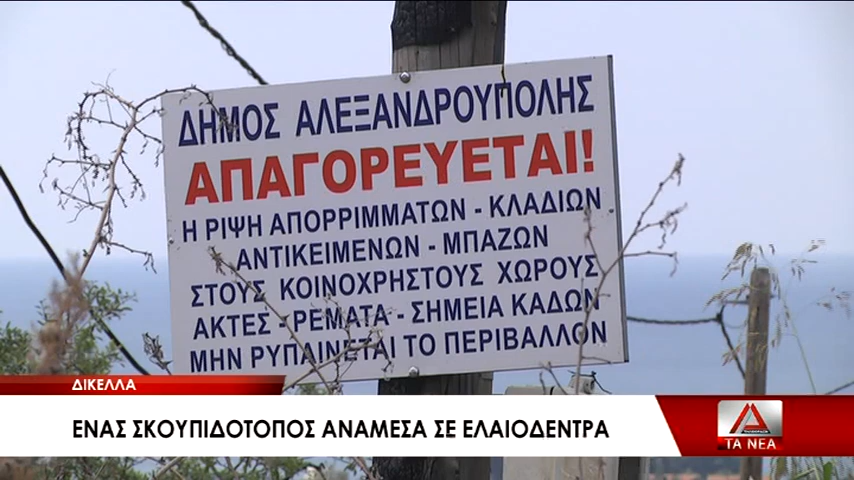 ΔΗΜΟΣ ΑΛΕΞΑΝΔΡΟΥΠΟΛΗΣ
ΑΠΑΓΟΡΕΥΕΤΑΙ!
Η ΡΙΨΗ ΑΠΟΡΡΙΜΜΑΤΩΝ - ΚΛΑΔΙΩΝ
ΑΝΤΙΚΕΙΜΕΝΩΝ - ΜΠΑΖΩΝ
ΣΤΟΥΣ ΚΟΙΝΟΧΡΗΣΤΟΥΣ ΧΩΡΟΥΣ
ΑΚΤΕΣ - ΡΕΜΑΤΑ - ΣΗΜΕΙΑ ΚΑΔΩΝ
ΜΗΝ ΡΥΠΑΙΝΕΤΑΙ ΤΟ ΠΕΡΙΒΑΛΛΟΝ
ΔΙΚΕΛΛΑ
ΕΝΑΣ ΣΚΟΥΠΙΔΟΤΟΠΟΣ ΑΝΑΜΕΣΑ ΣΕ ΕΛΑΙΟΔΕΝΤΡΑ
ΤΑ ΝΕΑ